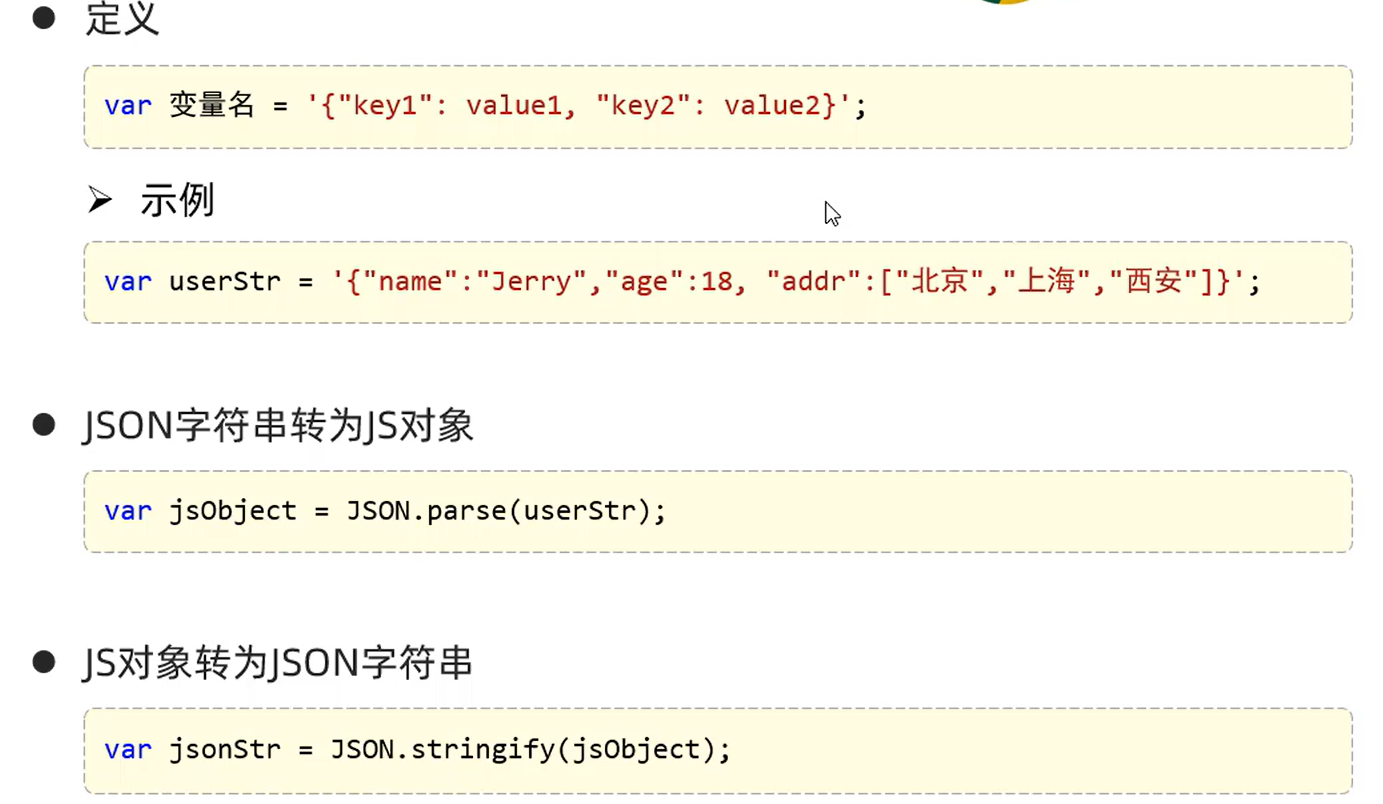 定义
var 变量名 = '{"key1": value1, "key2": value2}';
示例
var userStr = '{"name":"Jerry","age":18, "addr":["北京","上海","西安"]}';
JSON字符串转为JS对象
var jsObject = JSON.parse(userStr);
JS对象转为JSON字符串
var jsonStr = JSON.stringify(jsObject);